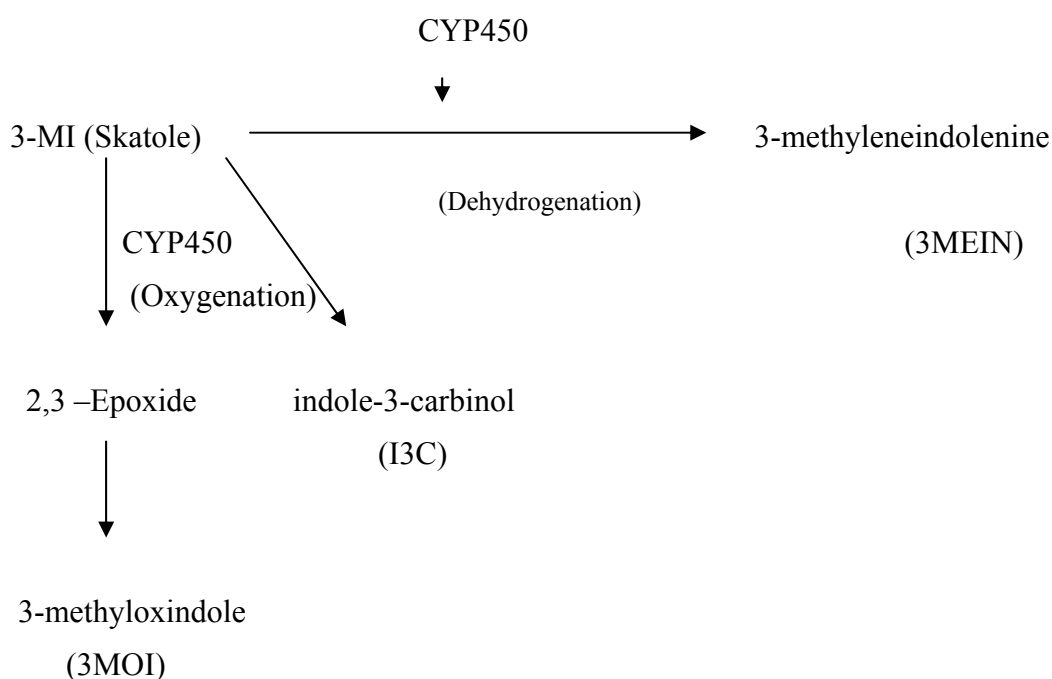 CYP450
3-MI (Skatole) 3-methyleneindolenine
(Dehydrogenation)
CYP450 (3MEIN)
(Oxygenation)
2,3 –Epoxide indole-3-carbinol
(I3C)
3-methyloxindole
(3MOI)